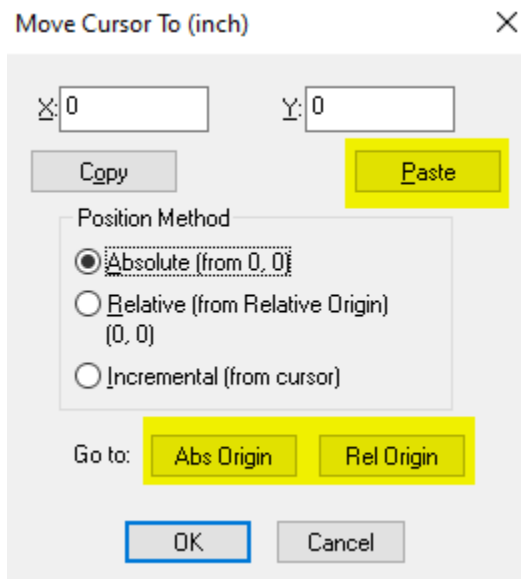 Move Cursor To (inch)
X: 0 Y: 0
Copy Paste
Position Method
Absolute (from 0, 0)
Relative (from Relative Origin)
(0, 0)
Incremental (from cursor)
Go to: Abs Origin Rel Origin
OK Cancel